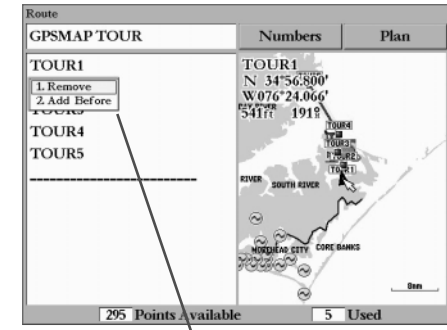 Route
GPSMAP TOUR
Numbers
Plan
TOUR1
1. Remove
2. Add Before
TOUR4
TOUR5
TOUR1
N 34°56.800'
W076°24.066'
541ft 191°
TOUR4
TOUR3
TOUR2
TOUR1
RIVER
SOUTH RIVER
MOREHEAD CITY
CORE BANKS
295 Points Available
5 Used